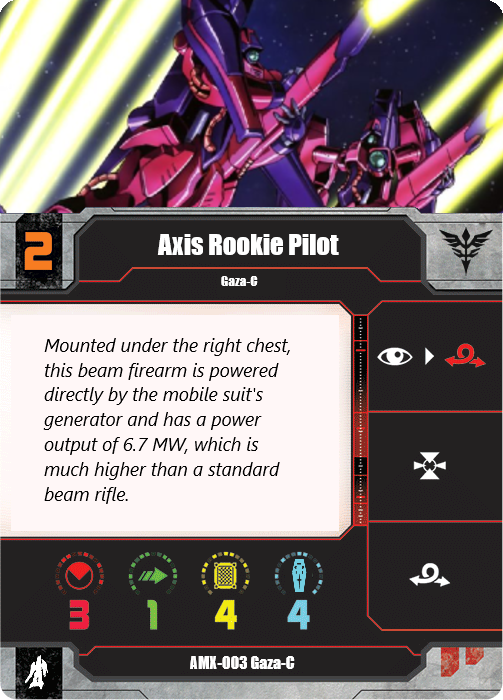 2
Axis Rookie Pilot
Gaza-C
Mounted under the right chest,
this beam firearm is powered
directly by the mobile suit's
generator and has a power
output of 6.7 MW, which is
much higher than a standard
beam rifle.
3 1 4 4
AMX-003 Gaza-C